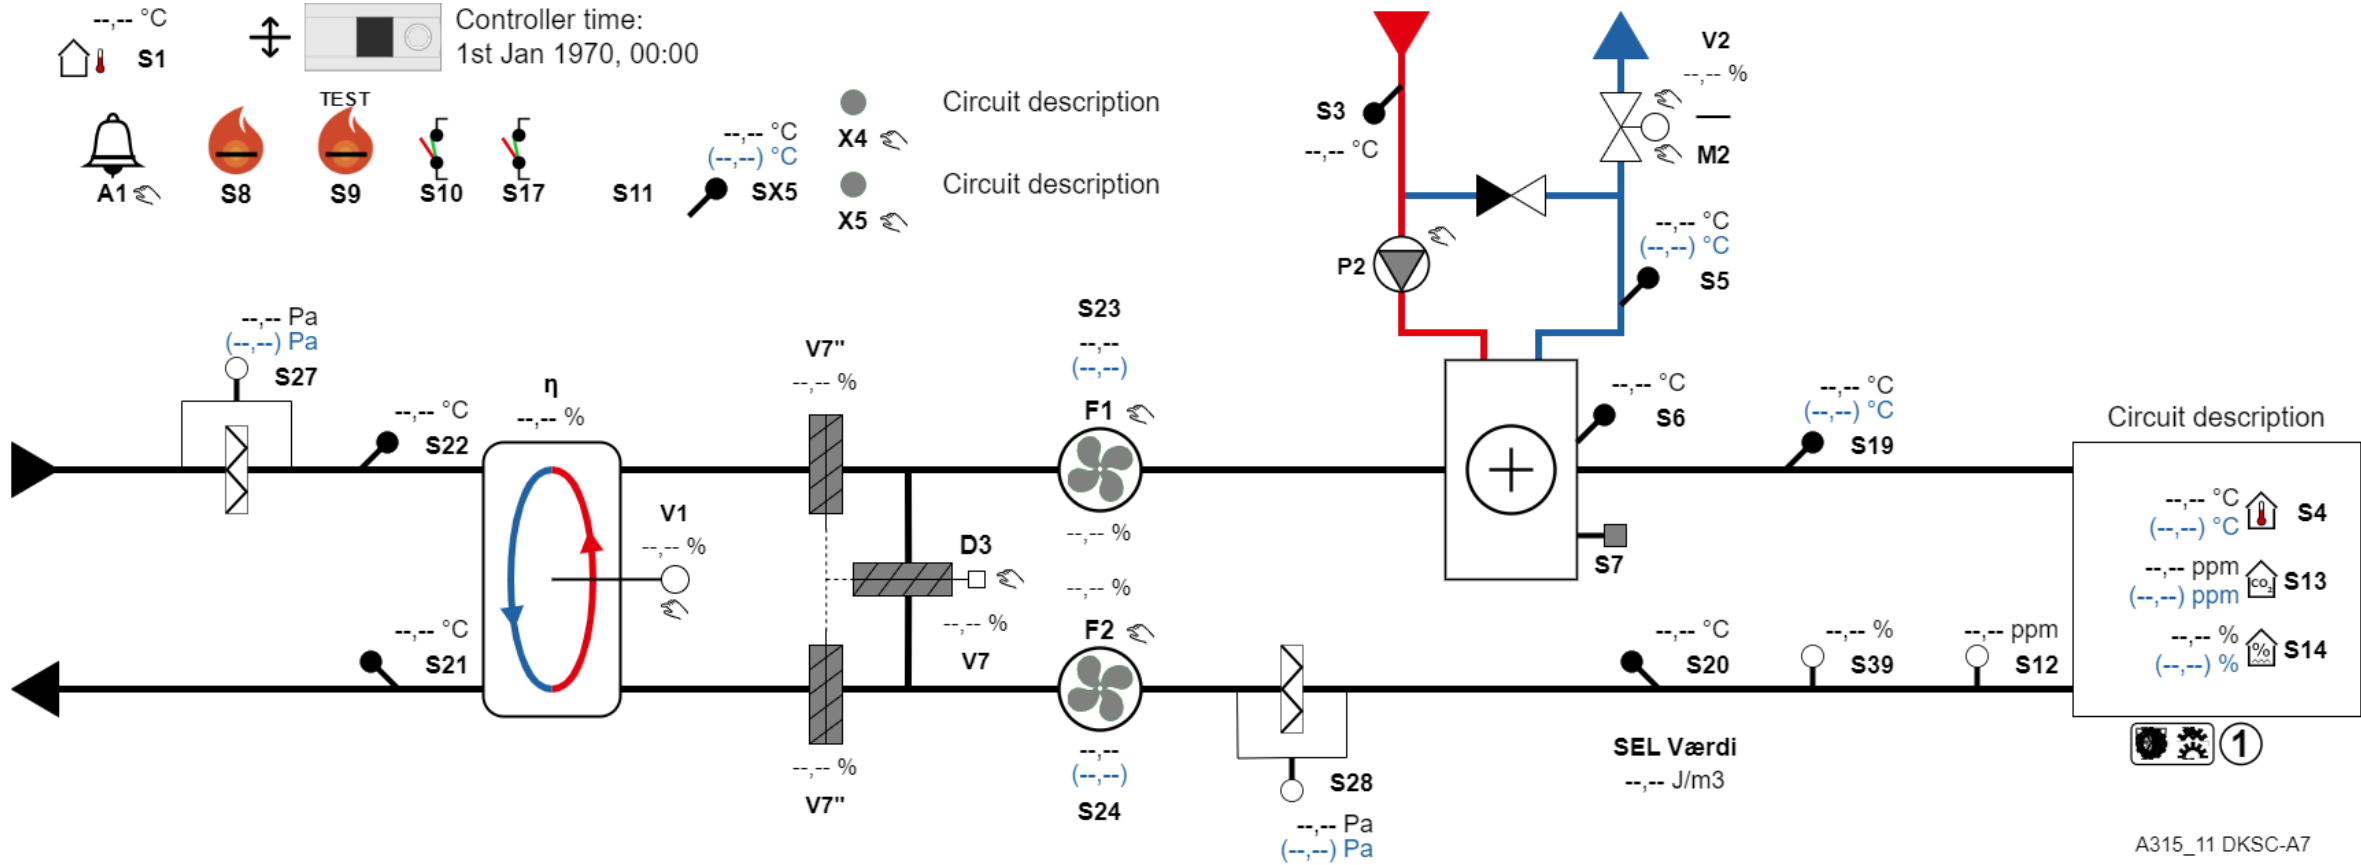 --,-- °C
S1
Controller time:
1st Jan 1970, 00:00
A1
S8
TEST
S9
S10
S17
S11
--,-- °C
(--,--) °C
SX5
X4
Circuit description
X5
Circuit description
S3
--,-- °C
V2
--,-- %
M2
P2
--,-- °C
(--,--) °C
S5
--,-- Pa
(--,--) Pa
S27
--,-- °C
S22
η
--,-- %
V7"
--,-- %
S23
--,--
(--,--)
F1
--,-- %
--,-- °C
S6
--,-- °C
(--,--) °C
S19
Circuit description
--,-- °C
(--,--) °C
S4
--,-- ppm
(--,--) ppm
CO2
S13
--,-- %
(--,--) %
%
S14
V1
--,-- %
D3
--,-- %
V7
S7
--,-- °C
S21
--,-- %
F2
--,--
(--,--)
S24
--,-- %
V7"
--,-- °C
S20
--,-- %
S39
--,-- ppm
S12
S28
--,-- Pa
(--,--) Pa
SEL Værdi
--,-- J/m3
1
A315_11 DKSC-A7